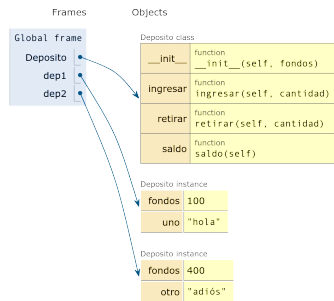 Frames Objects
Global frame
Deposito
dep1
dep2
Deposito class
__init__ function
__init__(self, fondos)
ingresar function
ingresar(self, cantidad)
retirar function
retirar(self, cantidad)
saldo function
saldo(self)
Deposito instance
fondos 100
uno "hola"
Deposito instance
fondos 400
otro "adiós"